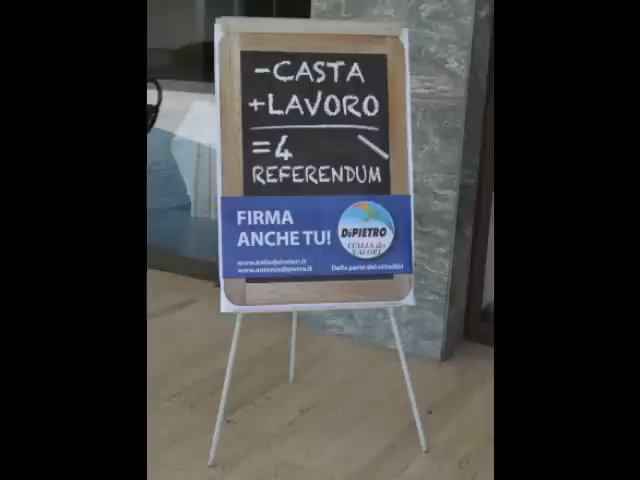 -CASTA
+LAVORO
=4
REFERENDUM
FIRMA
ANCHE TU!
DiPIETRO
ITALIA dei
VALORI
www.italiadeivalori.it
www.antoniodipietro.it
Dalla parte dei cittadini